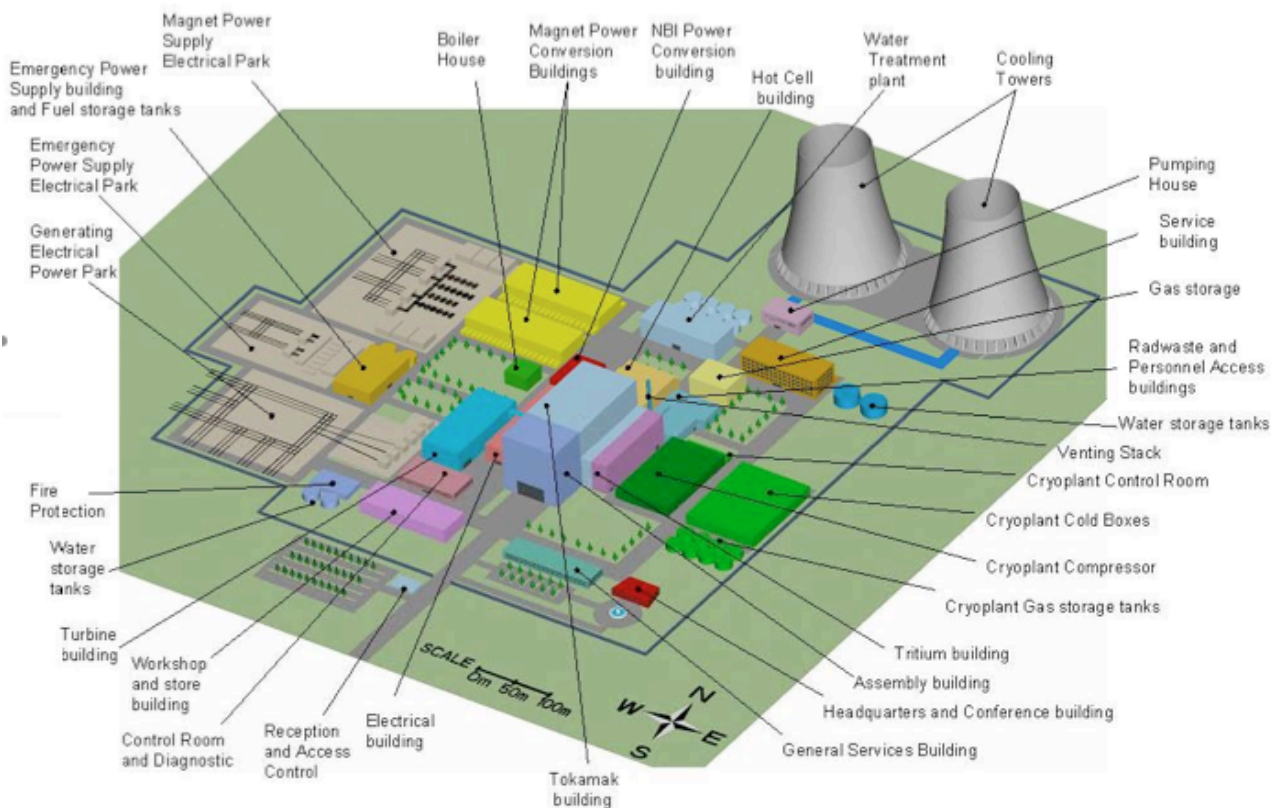 Magnet Power
Supply
Electrical Park
Boiler
House
Magnet Power
Conversion
Buildings
NBI Power
Conversion
building
Water
Treatment
plant
Hot Cell
building
Cooling
Towers
Emergency Power
Supply building
and Fuel storage tanks
Emergency
Power Supply
Electrical Park
Generating
Electrical
Power Park
Pumping
House
Service
building
Gas storage
Radwaste and
Personnel Access
buildings
Water storage tanks
Venting Stack
Cryoplant Control Room
Cryoplant Cold Boxes
Cryoplant Compressor
Cryoplant Gas storage tanks
Tritium building
Assembly building
Headquarters and Conference building
General Services Building
Fire
Protection
Water
storage
tanks
Turbine
building
Workshop
and store
building
Control Room
and Diagnostic
Reception
and Access
Control
Electrical
building
Tokamak
building
SCALE
0m 50m 100m
N
W
E
S